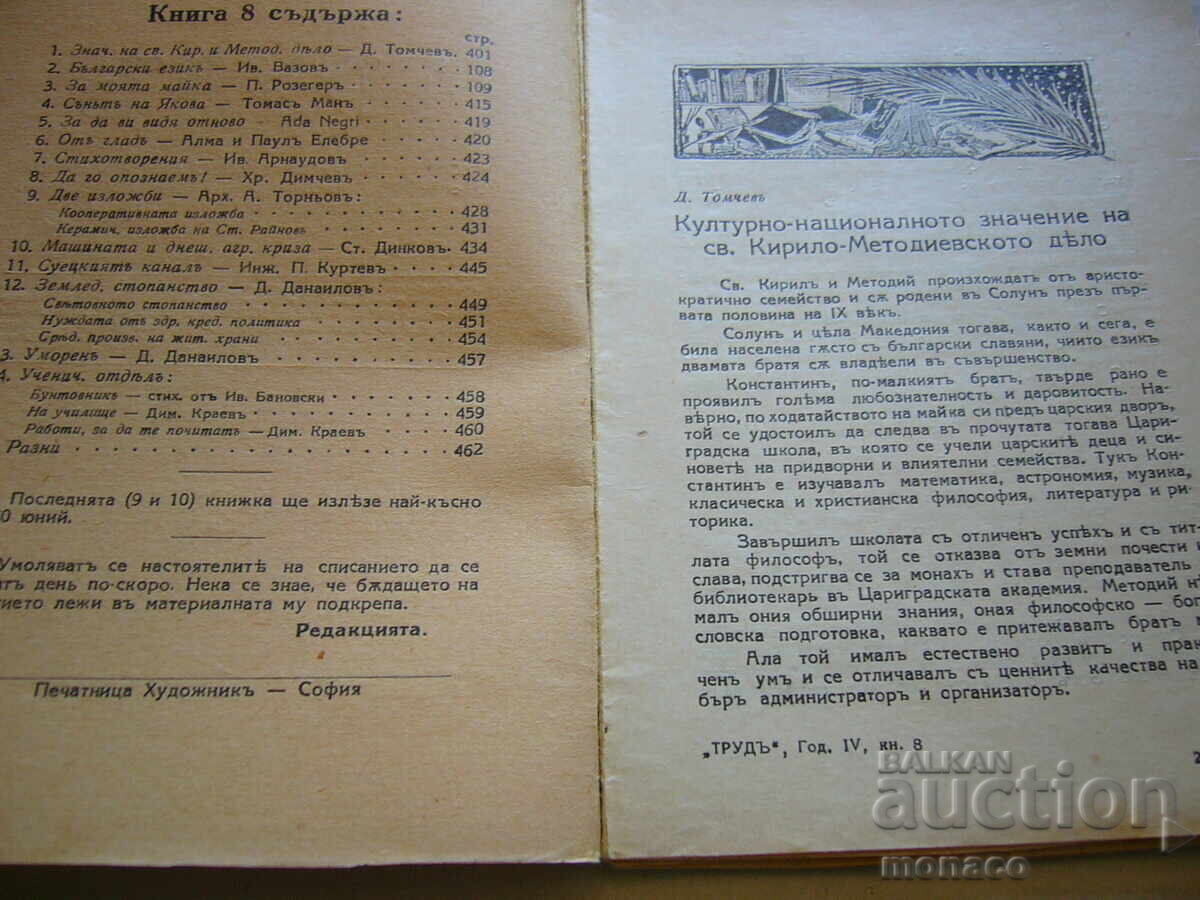 Книга 8 съдържа:
стр.
1. Знач. на св. Кир. и Метод. дѣло — Д. Томчев. 401
2. Български езикъ — Ив. Вазовъ 108
3. За моята майка — П. Розегеръ 109
4. Сънътъ на Якова — Томасъ Манъ 415
5. За да ви видя отново — Ada Negri 419
6. Отъ гладъ — Алма и Паулъ Елебре 420
7. Стихотворения — Ив. Арнаудовъ 423
8. Да го опознаемъ! — Хр. Димчевъ 424
9. Две изложби — Арх. А. Торньовъ:
Кооперативната изложба 428
Керамич. изложба на Ст. Райновъ 431
10. Машината и днеш. агр. криза — Ст. Динковъ 434
11. Суецкиятъ каналъ — Инж. П. Куртевъ 445
12. Землед. стопанство — Д. Данаиловъ:
Свѣтовното стопанство 449
Нуждата отъ здр. кред. политика 451
Срѣд. произв. на жит. храни 454
3. Уморенъ — Д. Данаиловъ 457
4. Ученич. отдѣлъ:
Бунтовникъ — стих. отъ Ив. Бановски 458
На училище — Дим. Краевъ 459
Работи, за да те почитатъ — Дим. Краевъ 460
Разни 462
Последнята (9 и 10) книжка ще излѣзе най-късно
0 юний.
Умоляватъ се настоятелитѣ на списанието да се
атъ день по-скоро. Нека се знае, че бѫдащето на
ието лежи въ материалната му подкрепа.
Редакцията.
Печатница Художникъ — София
Д. Томчевъ
Културно-националното значение на
св. Кирило-Методиевското дѣло
Св. Кирилъ и Методий произхождатъ отъ аристо-
кратично семейство и сѫ родени въ Солунъ презъ пър-
вата половина на IX вѣкъ.
Солунъ и цѣла Македония тогава, както и сега, е
била населена гѫсто съ български славяни, чиито езикъ
двамата братя сѫ владѣели въ съвършенство.
Константинъ, по-малкиятъ братъ, твърде рано е
проявилъ голѣма любознателность и даровитость. На-
вѣрно, по ходатайството на майка си предъ царския дворъ,
той се удостоилъ да следва въ прочутата тогава Цари-
градска школа, въ която се учели царскитѣ деца и си-
новетѣ на придворни и влиятелни семейства. Тукъ Кон-
стантинъ е изучавалъ математика, астрономия, музика,
класическа и християнска философия, литература и ри-
торика.
Завършилъ школата съ отличенъ успѣхъ и съ тит-
лата философъ, той се отказва отъ земни почести и
слава, подстригва се за монахъ и става преподаватель
библиотекарь въ Цариградската академия. Методий нѣ
малъ ония обширни знания, оная философско — бог
словска подготовка, каквато е притежавалъ братъ м
Ала той ималъ естествено развитъ и прак
ченъ умъ и се отличавалъ съ ценнитѣ качества на
бъръ администраторъ и организаторъ.
„ТРУДЪ“, Год. IV, кн. 8
2
BALKAN
auction
monaco